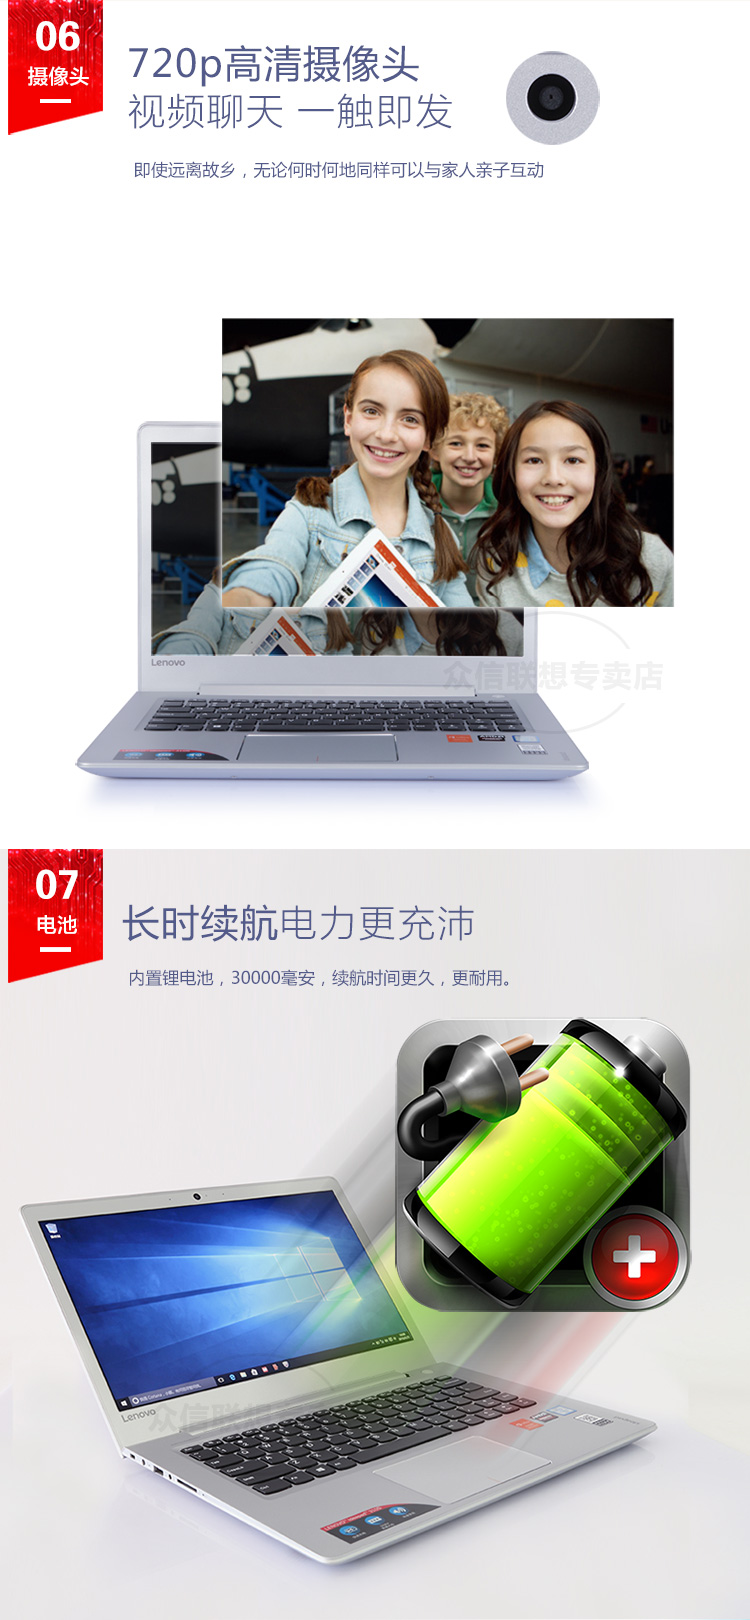 06
摄像头
720p高清摄像头
视频聊天 一触即发
即使远离故乡，无论何时何地同样可以与家人亲子互动
Lenovo
众信联想专卖店
07
电池
长时续航电力更充沛
内置锂电池，30000毫安，续航时间更久，更耐用。
Lenovo
众信联想